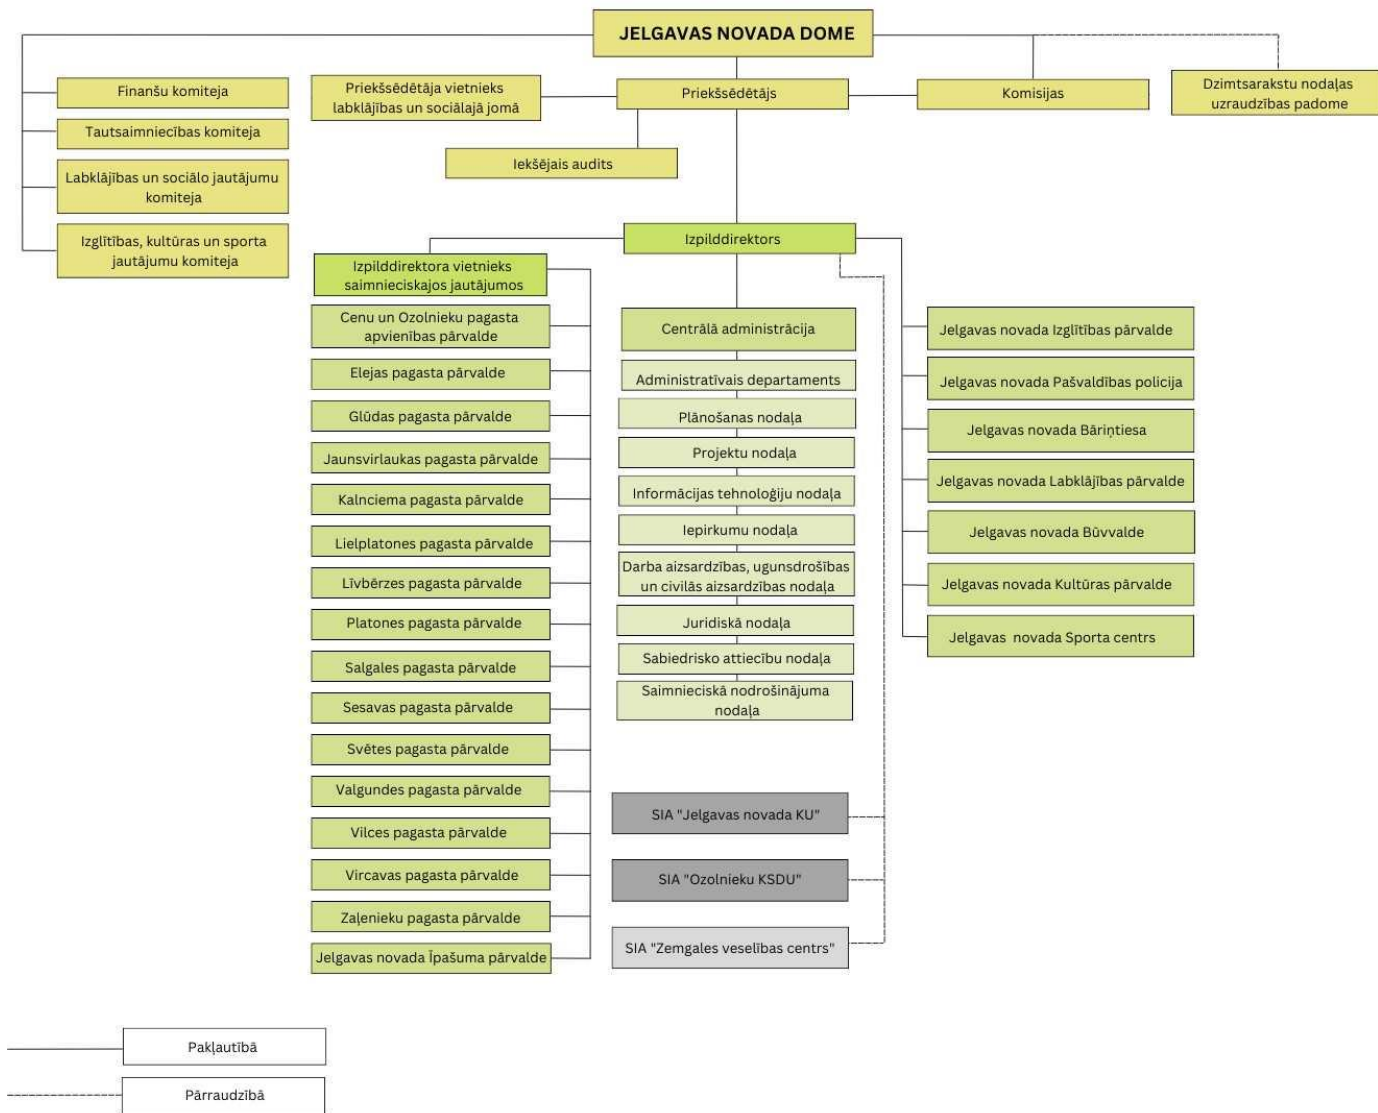 JELGAVAS NOVADA DOME
Finanšu komiteja
Tautsaimniecības komiteja
Labklājības un sociālo jautājumu
komiteja
Izglītības, kultūras un sporta
jautājumu komiteja
Priekšsēdētāja vietnieks
labklājības un sociālajā jomā
Priekšsēdētājs
Komisijas
Dzimtsarakstu nodaļas
uzraudzības padome
Iekšējais audits
Izpilddirektors
Izpilddirektora vietnieks
saimnieciskajos jautājumos
Cenu un Ozolnieku pagasta
apvienības pārvalde
Elejas pagasta pārvalde
Glūdas pagasta pārvalde
Jaunsvirlaukas pagasta pārvalde
Kalnciema pagasta pārvalde
Lielplatones pagasta pārvalde
Līvbērzes pagasta pārvalde
Platones pagasta pārvalde
Salgales pagasta pārvalde
Sesavas pagasta pārvalde
Svētes pagasta pārvalde
Valgundes pagasta pārvalde
Vilces pagasta pārvalde
Vircavas pagasta pārvalde
Zaļenieku pagasta pārvalde
Jelgavas novada Īpašuma pārvalde
Centrālā administrācija
Administratīvais departaments
Plānošanas nodaļa
Projektu nodaļa
Informācijas tehnoloģiju nodaļa
Iepirkumu nodaļa
Darba aizsardzības, ugunsdrošības
un civilās aizsardzības nodaļa
Juridiskā nodaļa
Sabiedrisko attiecību nodaļa
Saimnieciskā nodrošinājuma
nodaļa
SIA "Jelgavas novada KU"
SIA "Ozolnieku KSDU"
SIA "Zemgales veselības centrs"
Jelgavas novada Izglītības pārvalde
Jelgavas novada Pašvaldības policija
Jelgavas novada Bāriņtiesa
Jelgavas novada Labklājības pārvalde
Jelgavas novada Būvvalde
Jelgavas novada Kultūras pārvalde
Jelgavas novada Sporta centrs
Pakļautībā
Pārraudzībā